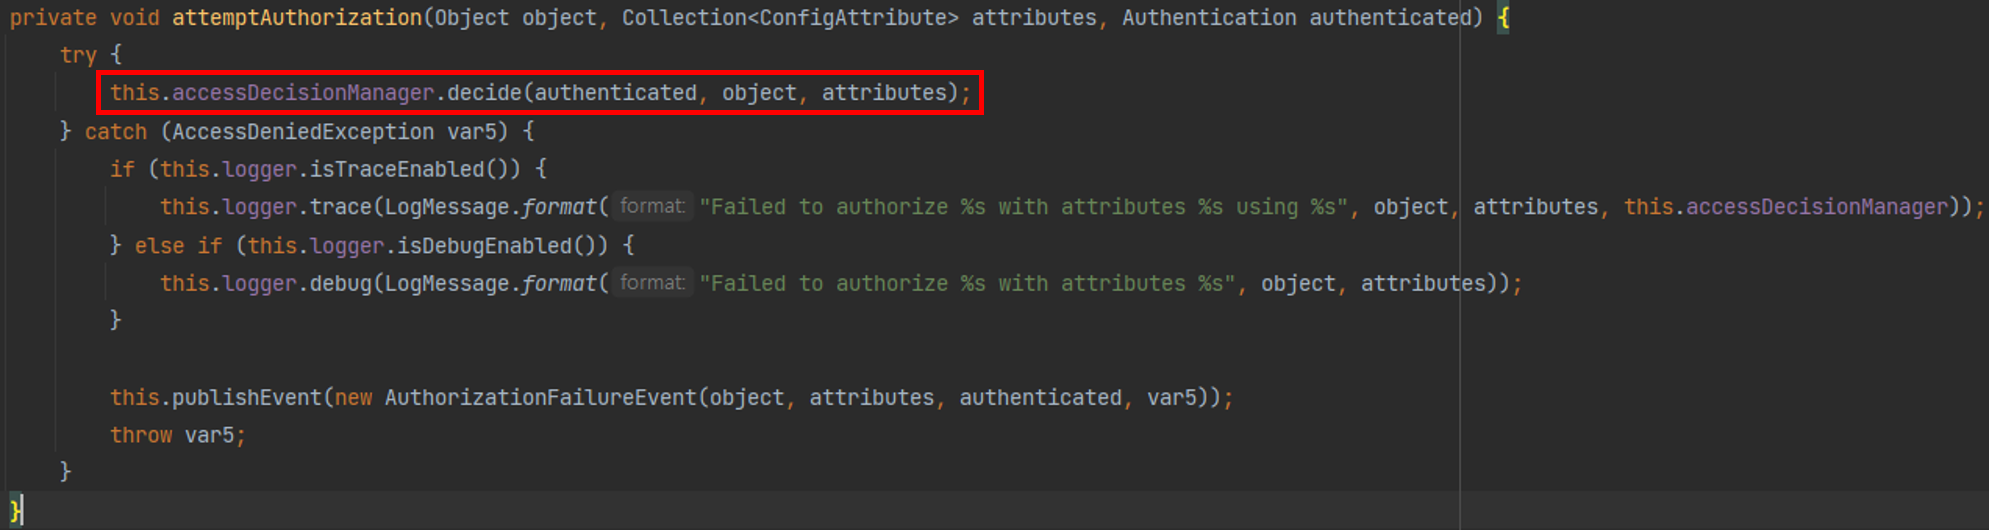 private void attemptAuthorization(Object object, Collection<ConfigAttribute> attributes, Authentication authenticated) {
    try {
        this.accessDecisionManager.decide(authenticated, object, attributes);
    } catch (AccessDeniedException var5) {
        if (this.logger.isTraceEnabled()) {
            this.logger.trace(LogMessage.format( format: "Failed to authorize %s with attributes %s using %s", object, attributes, this.accessDecisionManager));
        } else if (this.logger.isDebugEnabled()) {
            this.logger.debug(LogMessage.format( format: "Failed to authorize %s with attributes %s", object, attributes));
        }
        this.publishEvent(new AuthorizationFailureEvent(object, attributes, authenticated, var5));
        throw var5;
    }
}